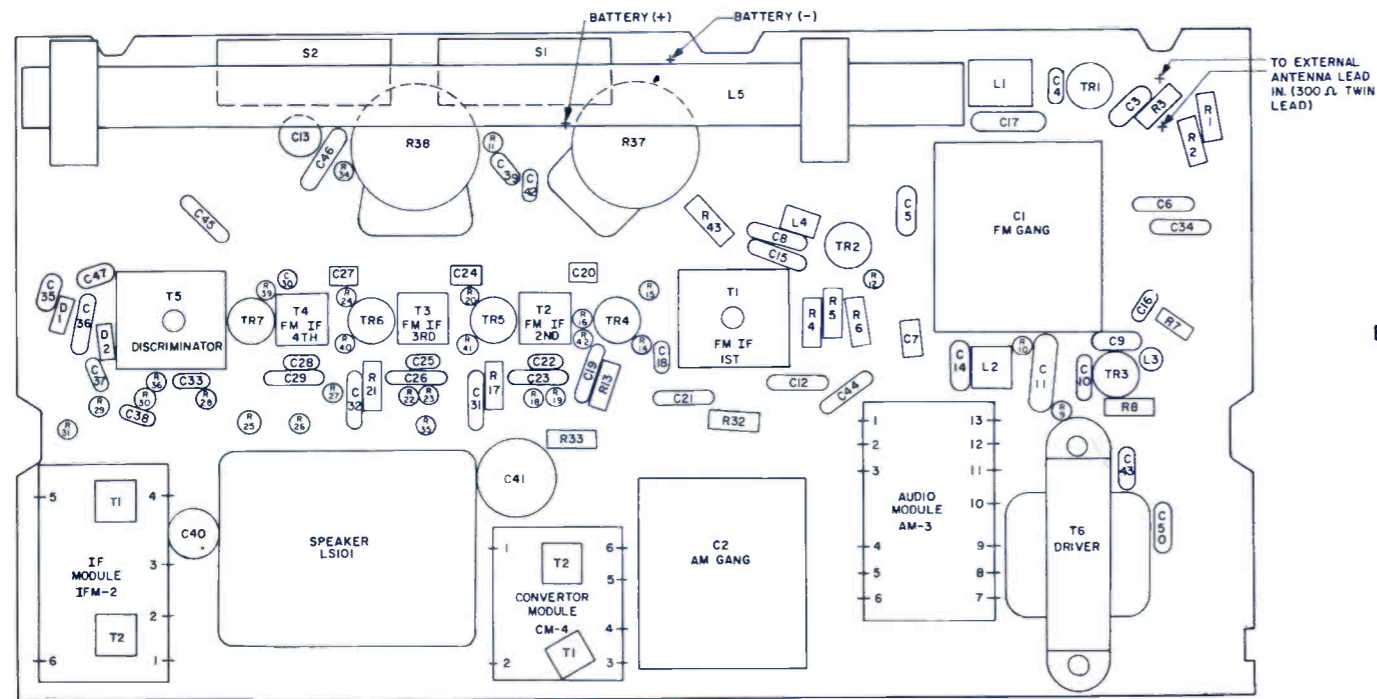 BATTERY (+)
BATTERY (-)
S2
S1
L5
L1
C4
TR1
C3
R3
R1
R2
TO EXTERNAL
ANTENNA LEAD
IN. (300 Ω TWIN
LEAD)
C17
C13
C46
R34
R38
R11
C39
C42
R37
C45
R43
L4
C8
C15
TR2
R12
C5
C1
FM GANG
C6
C34
C35
D1
C47
C36
D2
C37
T5
DISCRIMINATOR
TR7
R39
C30
C27
R24
T4
FM IF
4TH
TR6
R40
C24
R20
T3
FM IF
3RD
TR5
R41
C20
T2
FM IF
2ND
R16
R42
TR4
R15
R14
C18
T1
FM IF
1ST
R4
R5
R6
C7
C14
L2
R10
C11
C9
C10
TR3
L3
C16
R7
R8
R9
C28
C29
C25
C26
C22
C23
C19
R13
R36
R30
C33
R28
R29
C38
R31
R25
R26
R27
C32
R21
R22
R23
R35
C31
R17
R18
R19
C21
C12
C44
R32
R33
C41
C40
5
T1
4
IF
MODULE
IFM-2
3
2
T2
6
1
SPEAKER
LS101
1
T2
6
5
CONVERTOR
MODULE
CM-4
4
T1
2
3
C2
AM GANG
1
13
2
12
3
11
AUDIO
MODULE
AM-3
10
4
9
5
8
6
7
T6
DRIVER
C43
C50